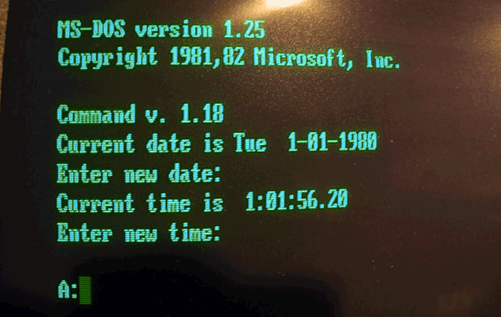 MS-DOS version 1.25
Copyright 1981,82 Microsoft, Inc.
Command v. 1.18
Current date is Tue  1-01-1980
Enter new date:
Current time is  1:01:56.20
Enter new time:
A: